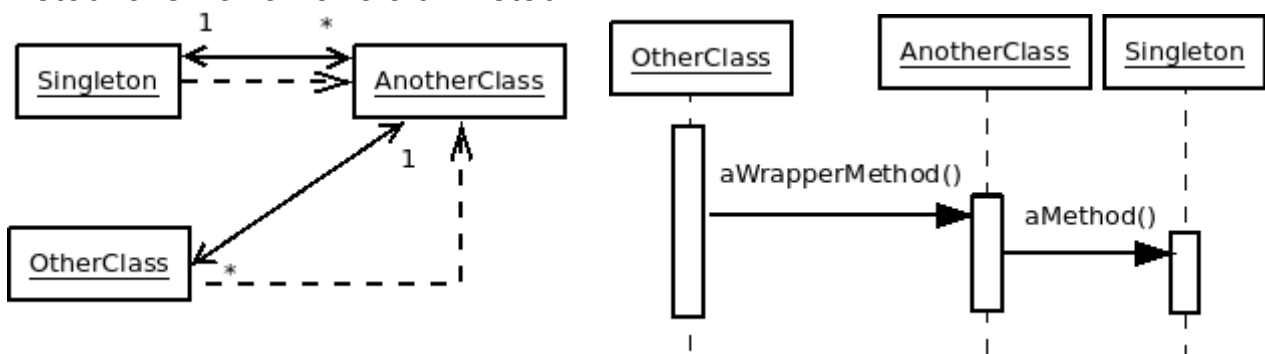 1
*
Singleton
AnotherClass
1
OtherClass
*
OtherClass
AnotherClass
Singleton
aWrapperMethod()
aMethod()